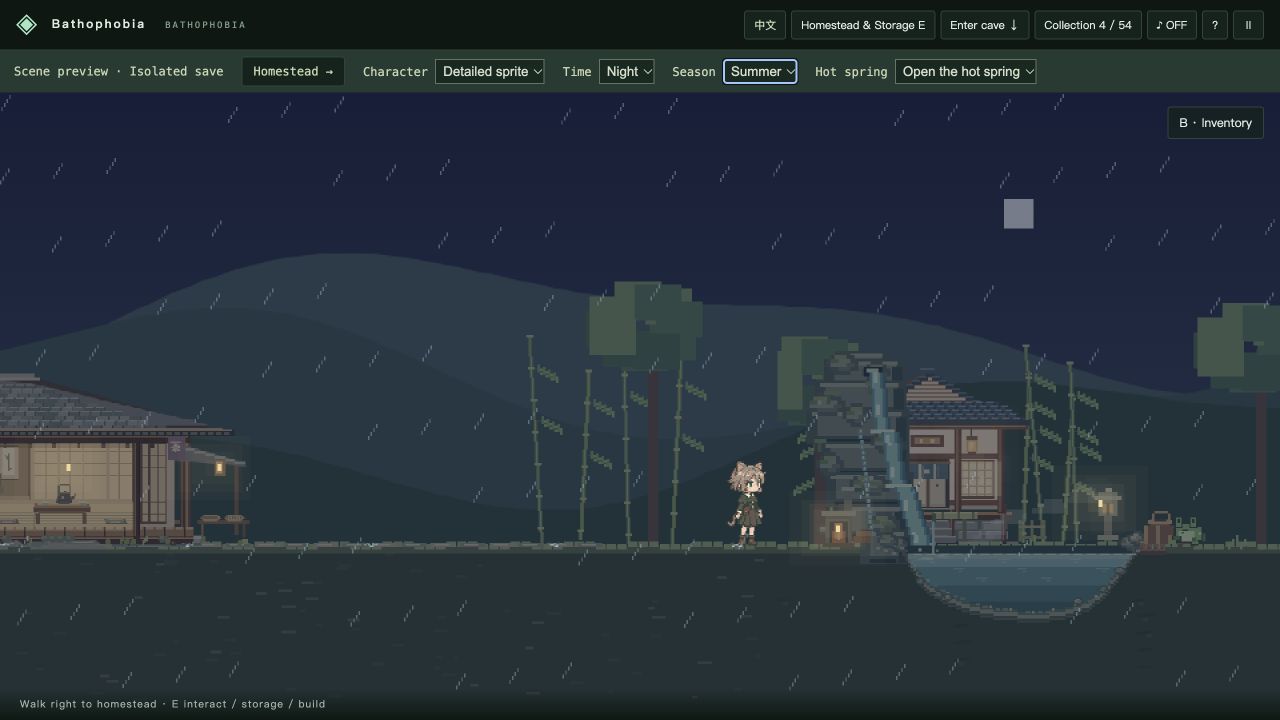 Bathophobia BATHOPHOBIA 中文 Homestead & Storage E Enter cave ↓ Collection 4 / 54 ♪ OFF ? II
Scene preview · Isolated save Homestead → Character Detailed sprite Time Night Season Summer Hot spring Open the hot spring
B · Inventory
Walk right to homestead · E interact / storage / build